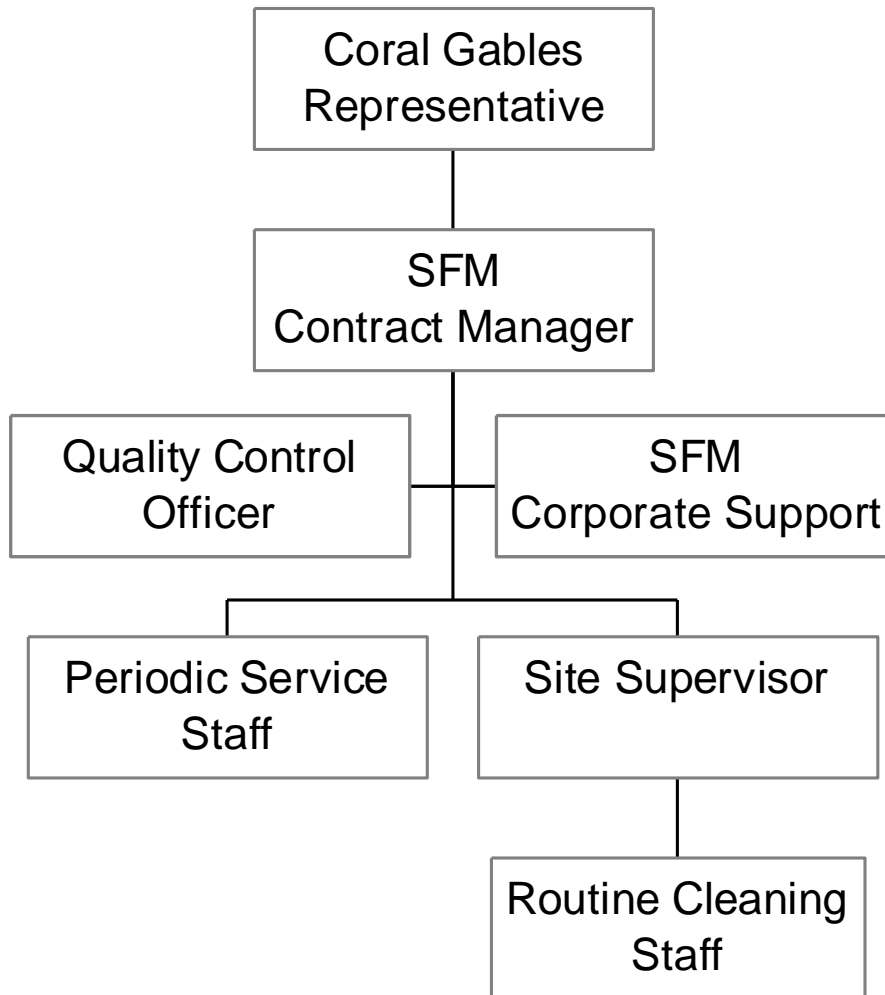 Coral Gables
Representative
SFM
Contract Manager
Quality Control
Officer
SFM
Corporate Support
Periodic Service
Staff
Site Supervisor
Routine Cleaning
Staff